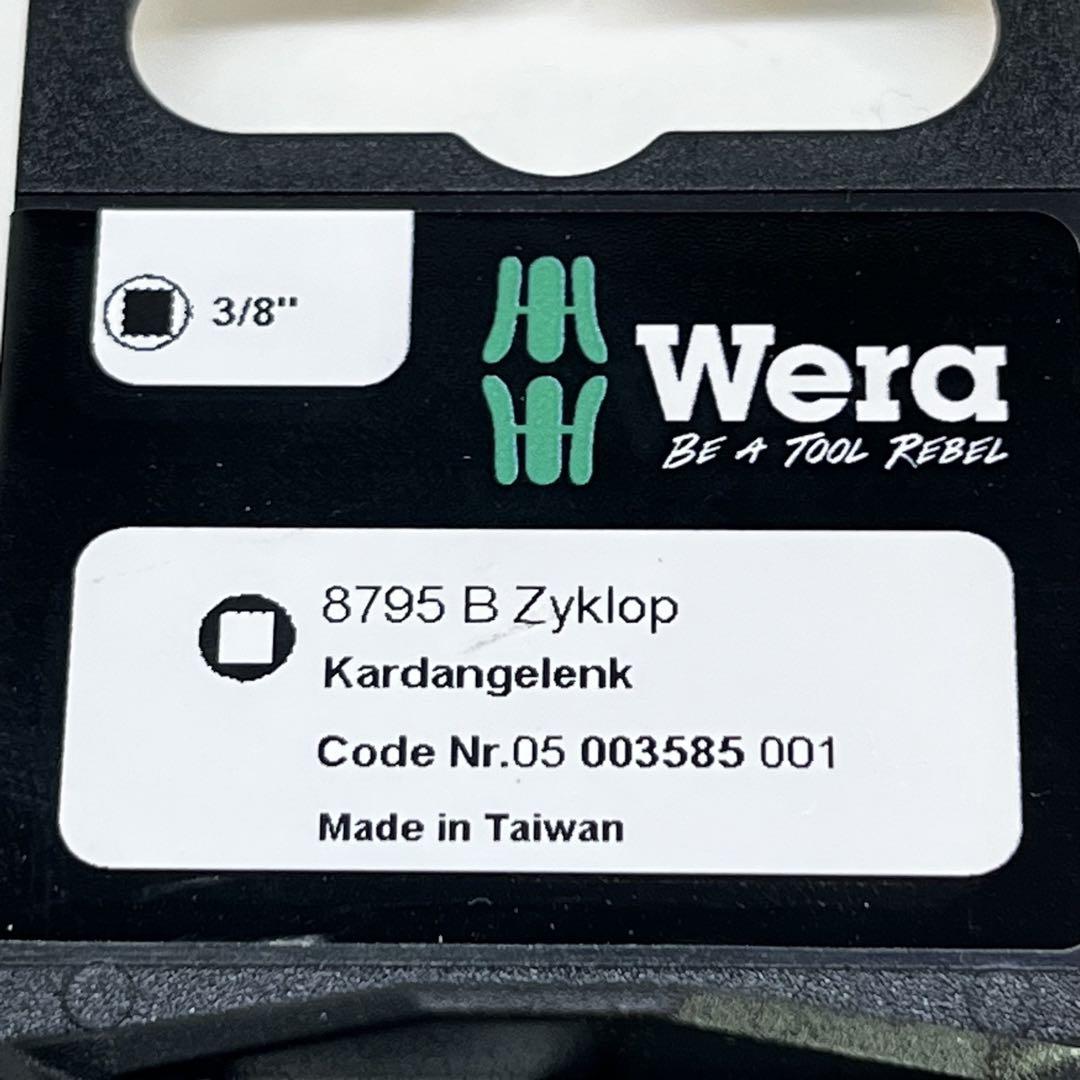 3/8"
Wera
BE A TOOL REBEL
8795 B Zyklop
Kardangelenk
Code Nr.05 003585 001
Made in Taiwan